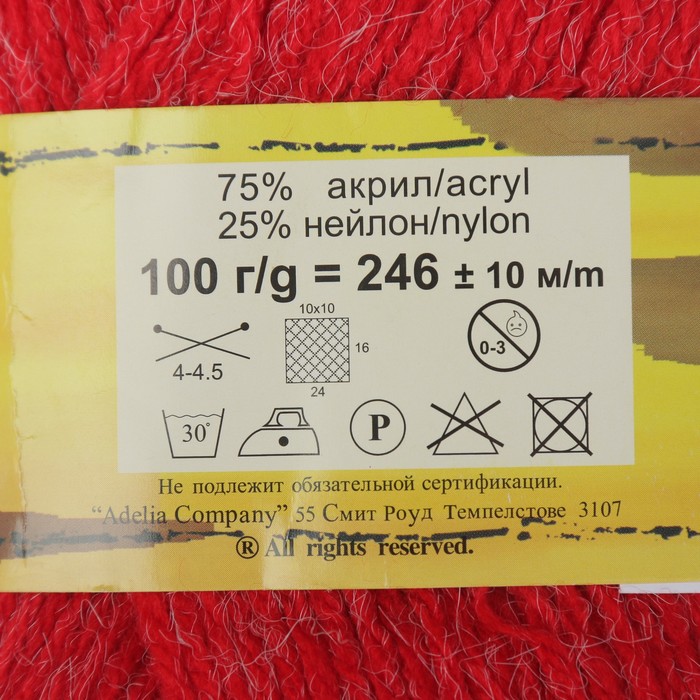 75% акрил/acryl
25% нейлон/nylon
100 г/g = 246 ± 10 м/m
10x10
0-3
16
4-4.5
24
30°
P
Не подлежит обязательной сертификации.
“Adelia Company” 55 Смит Роуд Темпелстове 3107
® All rights reserved.